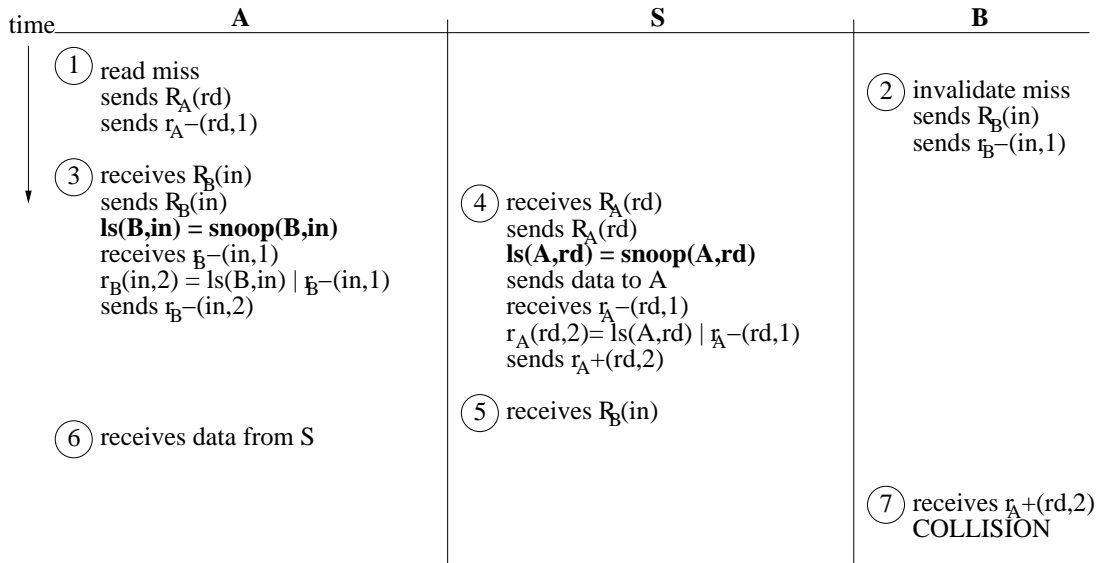 time A S B
1 read miss
sends R_A(rd)
sends r_A−(rd,1)
2 invalidate miss
sends R_B(in)
sends r_B−(in,1)
3 receives R_B(in)
sends R_B(in)
ls(B,in) = snoop(B,in)
receives r_B−(in,1)
r_B(in,2) = ls(B,in) | r_B−(in,1)
sends r_B−(in,2)
4 receives R_A(rd)
sends R_A(rd)
ls(A,rd) = snoop(A,rd)
sends data to A
receives r_A−(rd,1)
r_A(rd,2)= ls(A,rd) | r_A−(rd,1)
sends r_A+(rd,2)
5 receives R_B(in)
6 receives data from S
7 receives r_A+(rd,2)
COLLISION